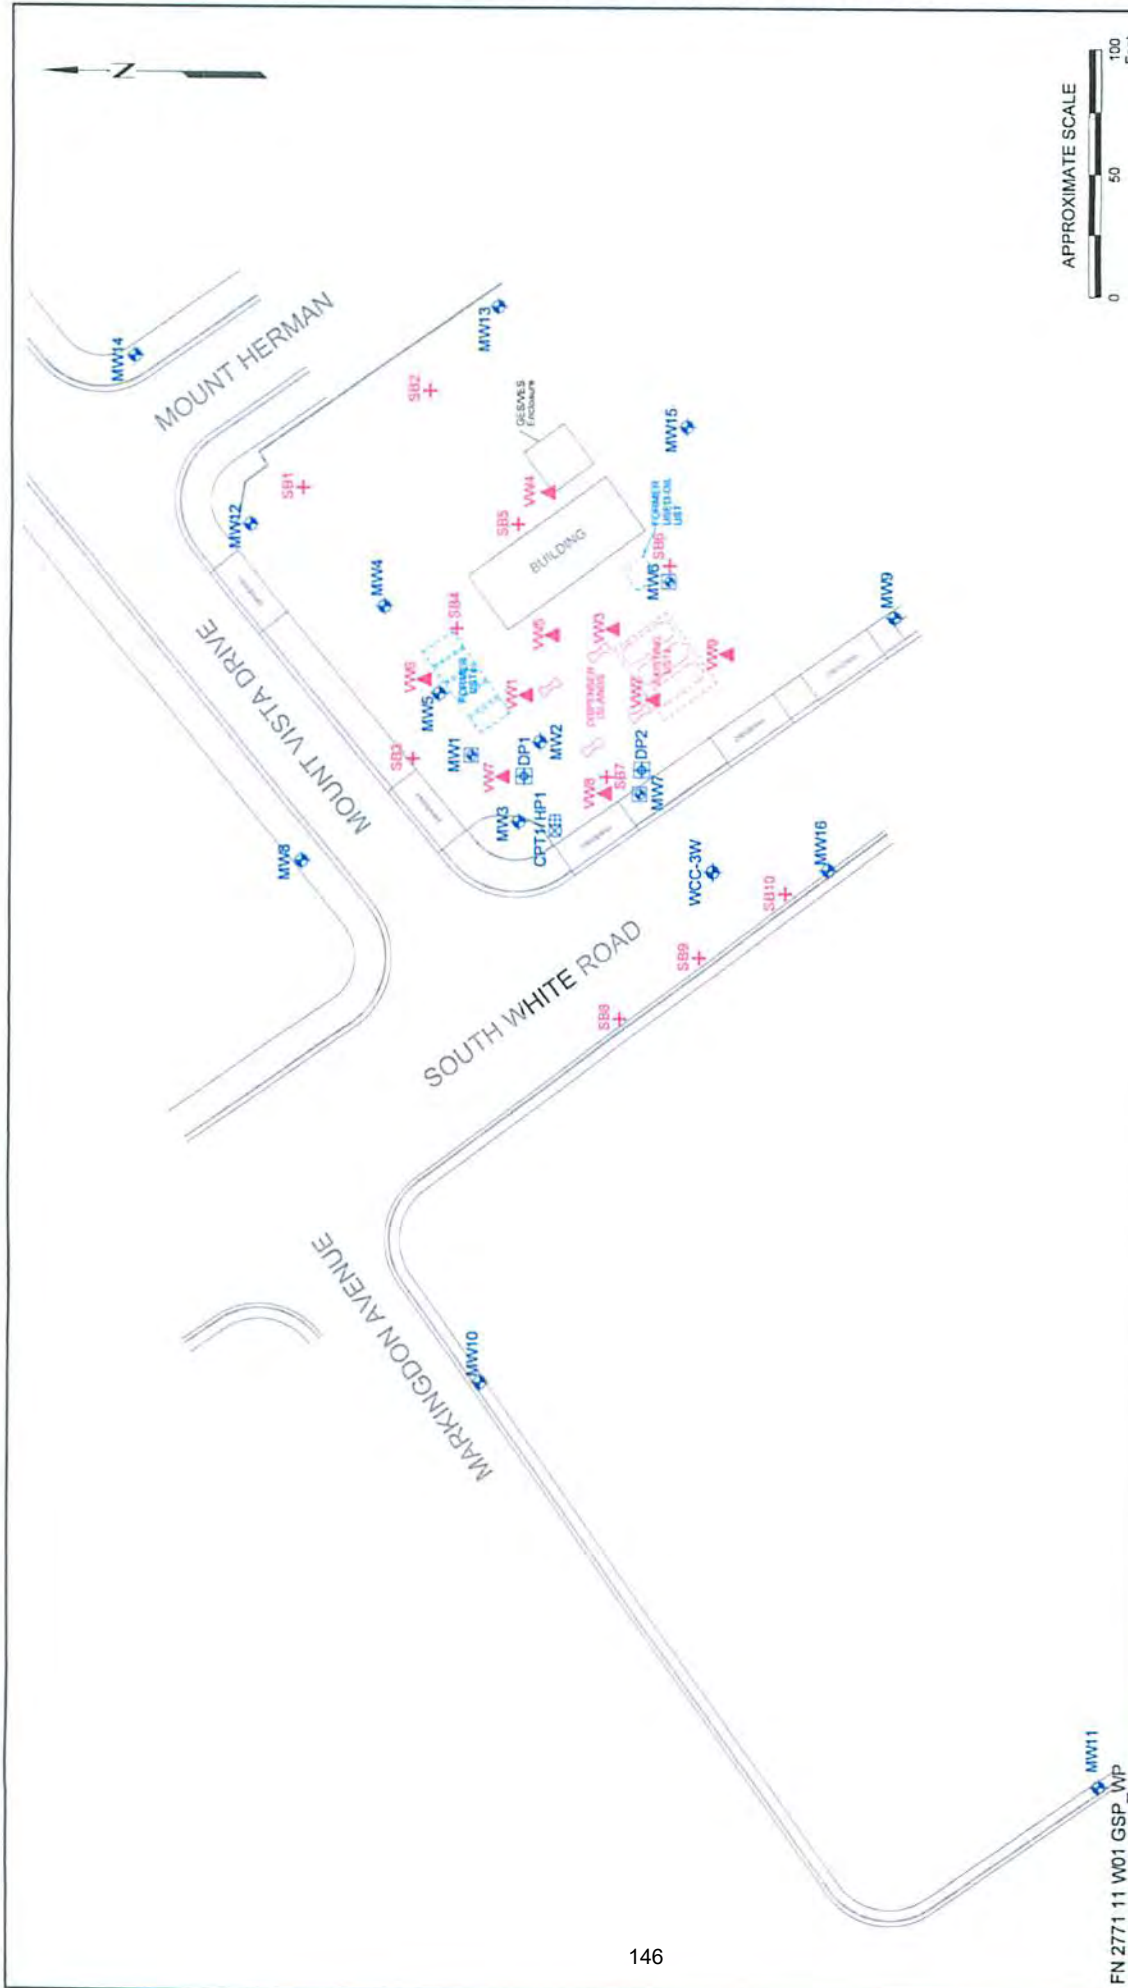 N
APPROXIMATE SCALE
0 50 100
MW14
MOUNT HERMAN
MW13
SB2
SB1
MW12
GES/VES
Enclosure
MW15
VW4
SB5
BUILDING
FORMER
USED-OIL
UST
SB6
MW6
MW4
SB4
VW5
VW3
MW9
MOUNT VISTA DRIVE
VW6
MW5
FORMER
USTs
VW1
DISPENSER
ISLANDS
EXISTING
USTs
VW2
VW9
SB3
MW1
VW7
DP1
MW2
DP2
VW8
SB7
MW7
MW3
CPT1/HP1
MW8
WCC-3W
MW16
SB10
SB9
SB8
SOUTH WHITE ROAD
MARKINGDON AVENUE
MW10
MW11
FN 2771 11 W01 GSP_WP
146